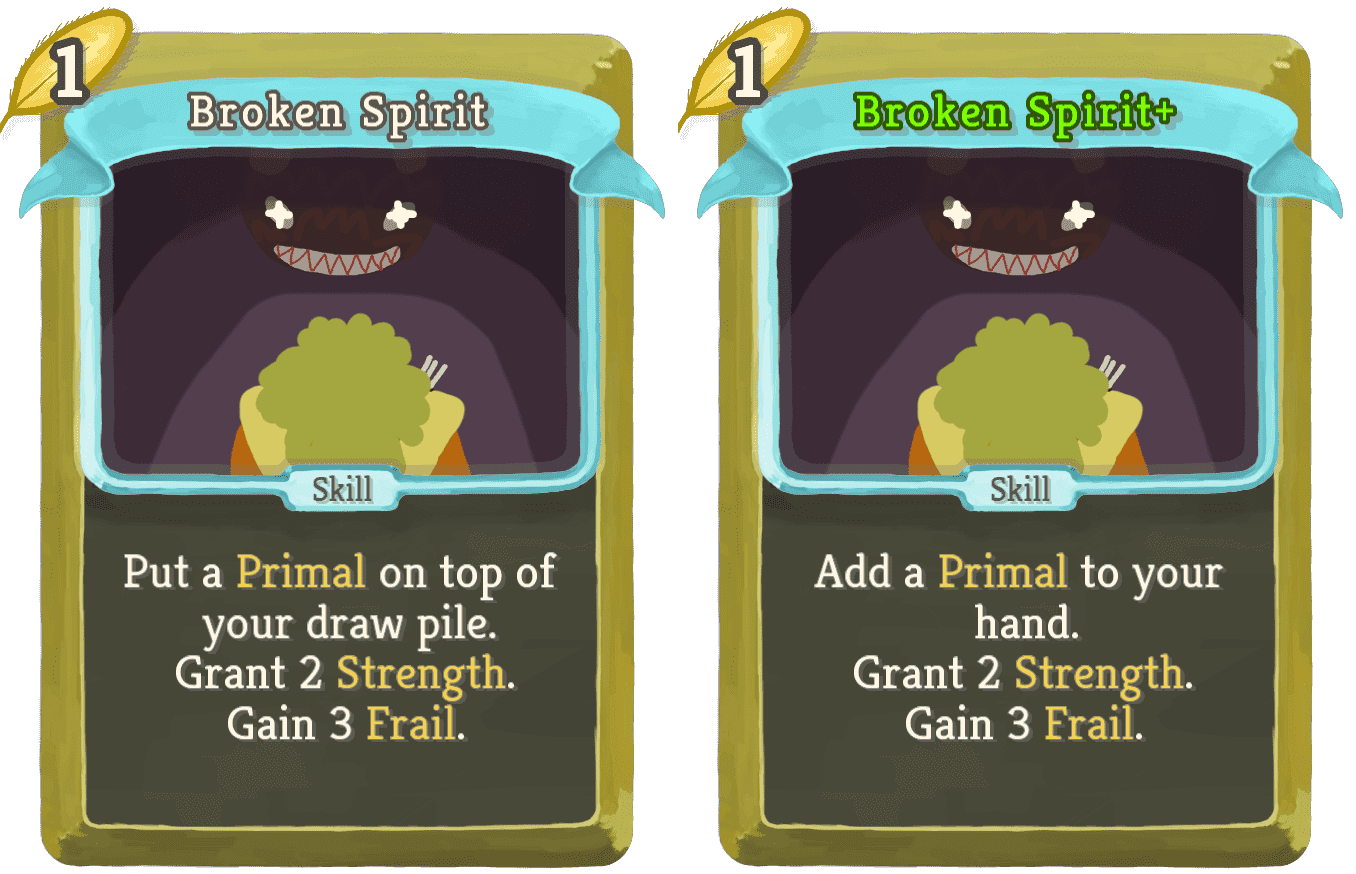 1
Broken Spirit
Skill
Put a Primal on top of
your draw pile.
Grant 2 Strength.
Gain 3 Frail.
1
Broken Spirit+
Skill
Add a Primal to your
hand.
Grant 2 Strength.
Gain 3 Frail.